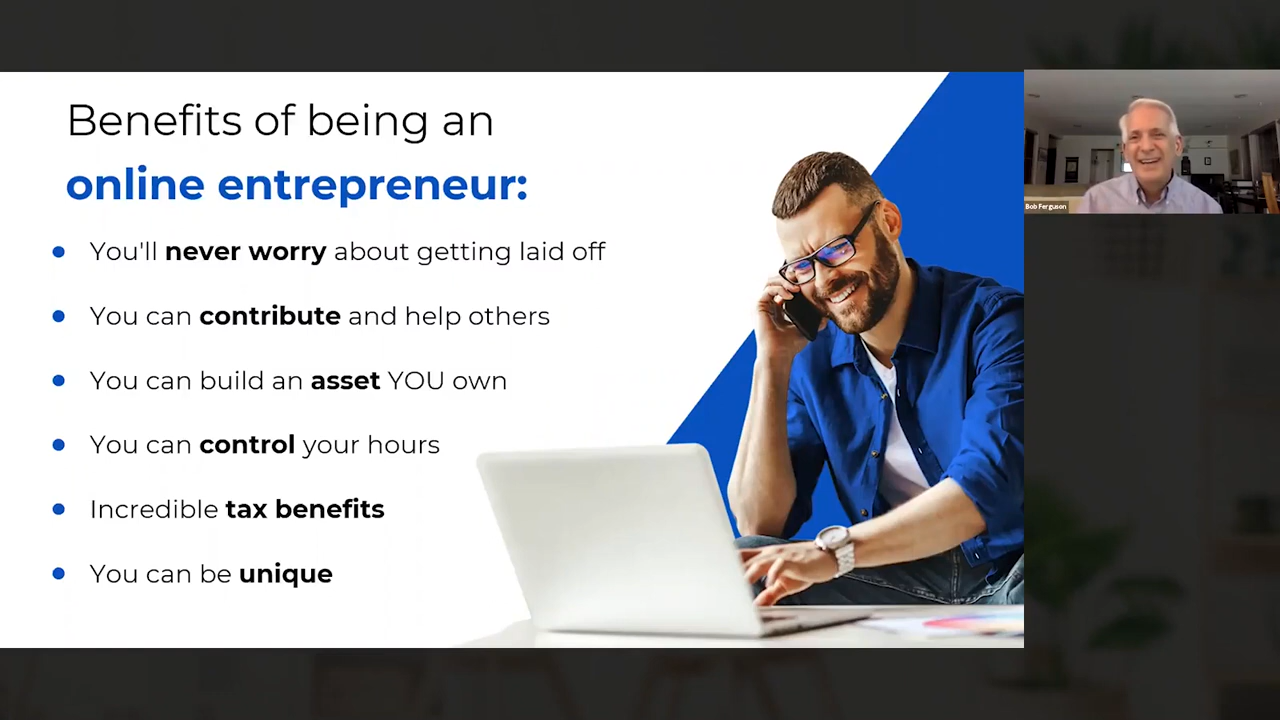 Benefits of being an
online entrepreneur:
You'll never worry about getting laid off
You can contribute and help others
You can build an asset YOU own
You can control your hours
Incredible tax benefits
You can be unique
Bob Ferguson